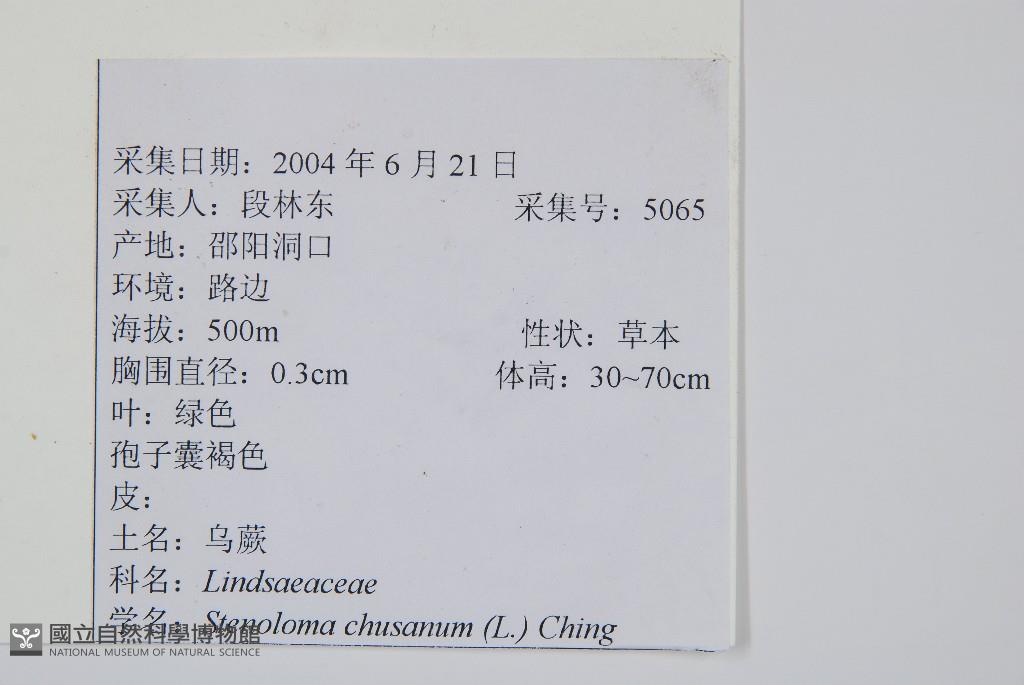 采集日期：2004 年 6 月 21 日
采集人：段林东 采集号：5065
产地：邵阳洞口
环境：路边
海拔：500m 性状：草本
胸围直径：0.3cm 体高：30~70cm
叶：绿色
孢子囊褐色
皮：
土名：乌蕨
科名：Lindsaeaceae
学名：Stenoloma chusanum (L.) Ching
國立自然科學博物館
NATIONAL MUSEUM OF NATURAL SCIENCE